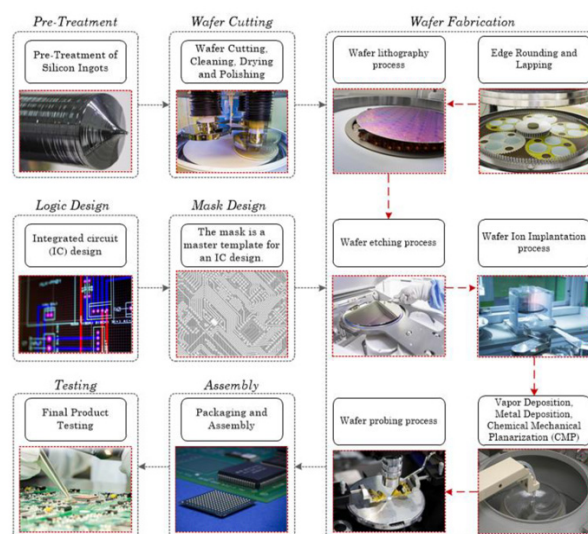 Pre-Treatment
Wafer Cutting
Wafer Fabrication
Pre-Treatment of
Silicon Ingots
Wafer Cutting,
Cleaning, Drying
and Polishing
Wafer lithography
process
Edge Rounding and
Lapping
Logic Design
Mask Design
Integrated circuit
(IC) design
The mask is a
master template for
an IC design.
Wafer etching process
Wafer Ion Implantation
process
Testing
Assembly
Final Product
Testing
Packaging and
Assembly
Wafer probing process
Vapor Deposition,
Metal Deposition,
Chemical Mechanical
Planarization (CMP)